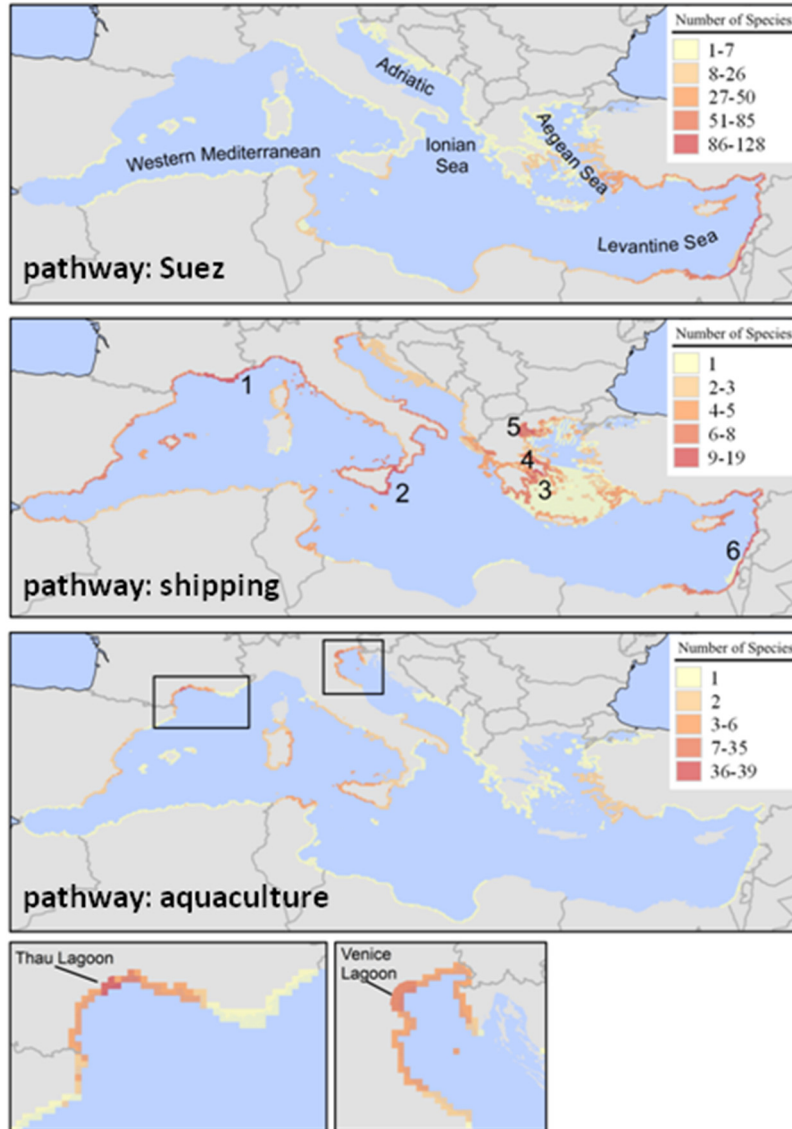 Number of Species
1-7
8-26
27-50
51-85
86-128
Adriatic
Western Mediterranean
Ionian
Sea
Aegean Sea
Levantine Sea
pathway: Suez
Number of Species
1
2-3
4-5
6-8
9-19
1
2
3
4
5
6
pathway: shipping
Number of Species
1
2
3-6
7-35
36-39
pathway: aquaculture
Thau Lagoon
Venice
Lagoon